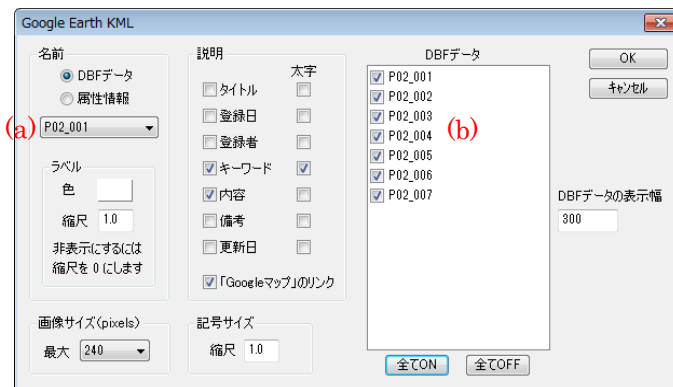 Google Earth KML
名前
DBFデータ
属性情報
(a)
P02_001
ラベル
色
縮尺 1.0
非表示にするには
縮尺を 0 にします
画像サイズ(pixels)
最大 240
説明
太字
タイトル
登録日
登録者
キーワード
内容
備考
更新日
「Googleマップ」のリンク
記号サイズ
縮尺 1.0
DBFデータ
P02_001
P02_002
P02_003
P02_004
P02_005
P02_006
P02_007
(b)
全てON 全てOFF
OK
キャンセル
DBFデータの表示幅
300